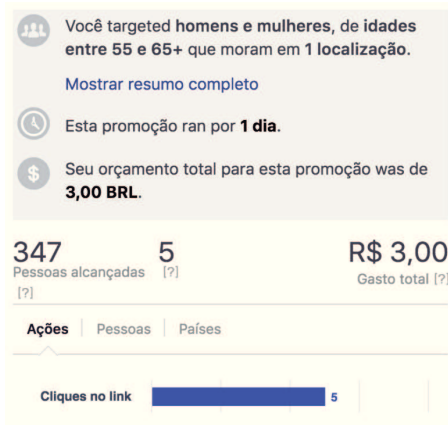 Você targeted homens e mulheres, de idades
entre 55 e 65+ que moram em 1 localização.
Mostrar resumo completo
Esta promoção ran por 1 dia.
$ Seu orçamento total para esta promoção was de
3,00 BRL.
347 5 R$ 3,00
Pessoas alcançadas [?] Gasto total [?]
[?]
Ações Pessoas Países
Cliques no link 5